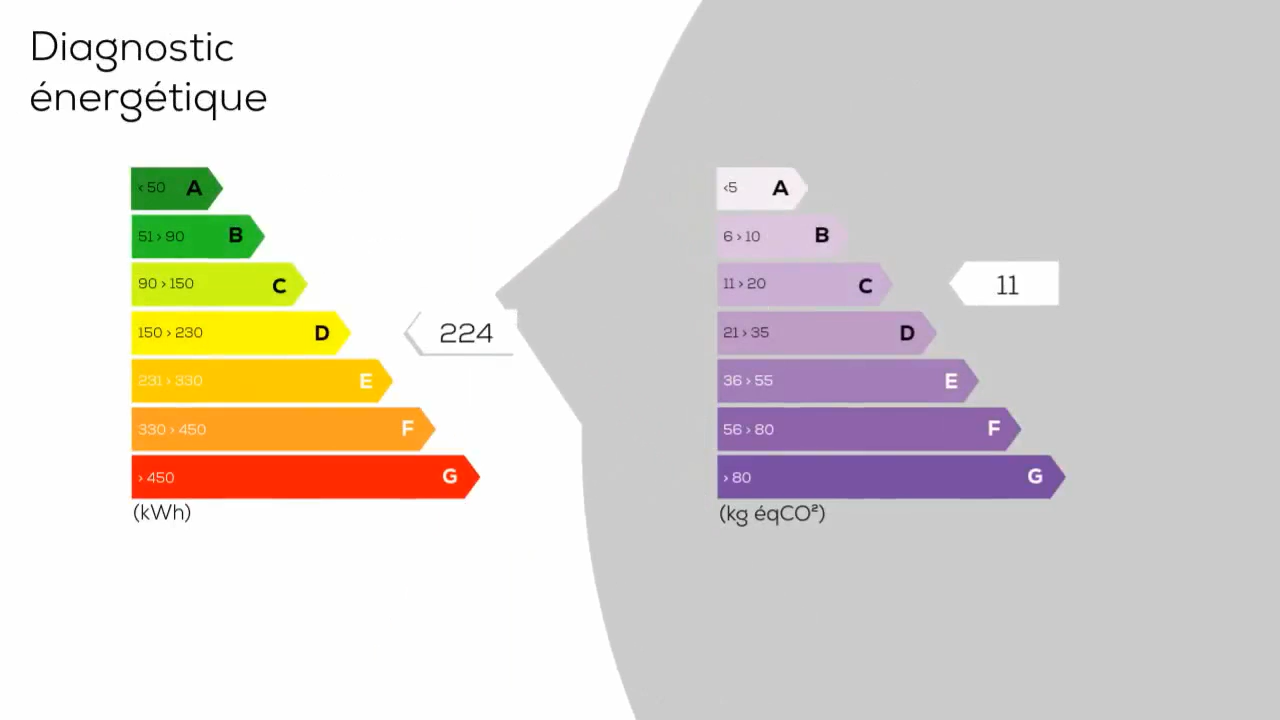 Diagnostic
énergétique
< 50 A
51 > 90 B
90 > 150 C
150 > 230 D
231 > 330 E
330 > 450 F
> 450 G
(kWh)
224
<5 A
6 > 10 B
11 > 20 C
21 > 35 D
36 > 55 E
56 > 80 F
> 80 G
(kg éqCO²)
11